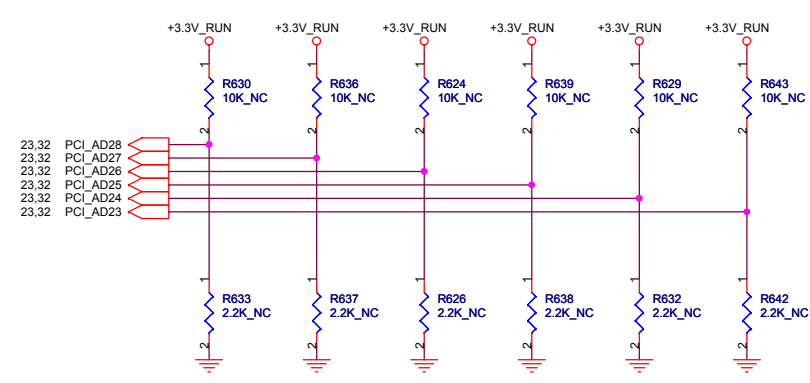 +3.3V_RUN +3.3V_RUN +3.3V_RUN +3.3V_RUN +3.3V_RUN +3.3V_RUN
1 1 1 1 1 1
R630 R636 R624 R639 R629 R643
10K_NC 10K_NC 10K_NC 10K_NC 10K_NC 10K_NC
2 2 2 2 2 2
23,32 PCI_AD28
23,32 PCI_AD27
23,32 PCI_AD26
23,32 PCI_AD25
23,32 PCI_AD24
23,32 PCI_AD23
1 1 1 1 1 1
R633 R637 R626 R638 R632 R642
2.2K_NC 2.2K_NC 2.2K_NC 2.2K_NC 2.2K_NC 2.2K_NC
2 2 2 2 2 2